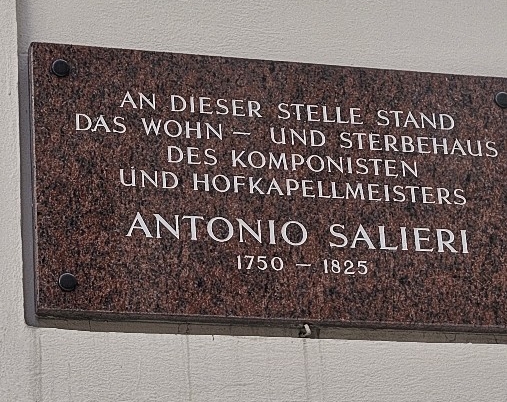 AN DIESER STELLE STAND
DAS WOHN – UND STERBEHAUS
DES KOMPONISTEN
UND HOFKAPELLMEISTERS
ANTONIO SALIERI
1750 – 1825